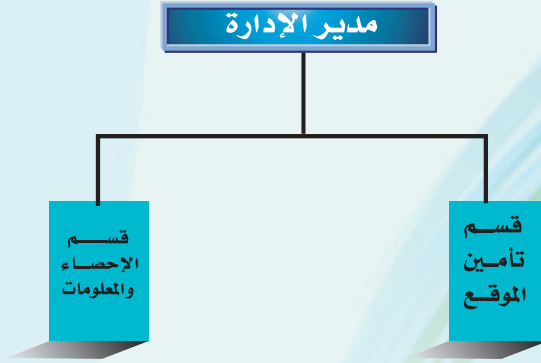 مدير الإدارة
قسم
تأمين
الموقع
قسم
الإحصاء
والمعلومات